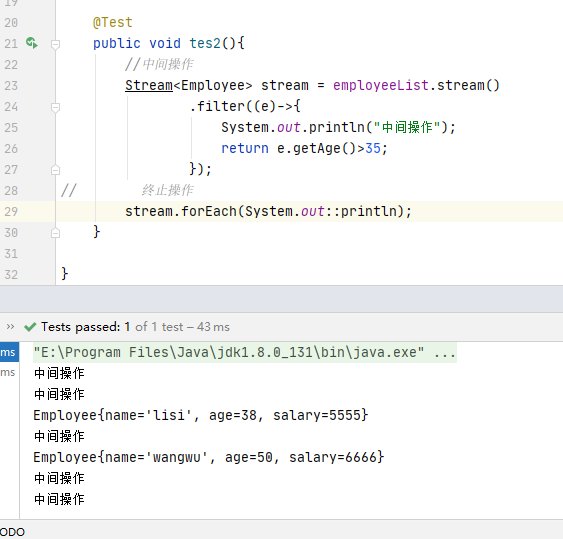 19
20 @Test
21 public void tes2(){
22 //中间操作
23 Stream<Employee> stream = employeeList.stream()
24 .filter((e)->{
25 System.out.println("中间操作");
26 return e.getAge()>35;
27 });
28 // 终止操作
29 stream.forEach(System.out::println);
30 }
31
32 }
>> Tests passed: 1 of 1 test – 43 ms
ms "E:\Program Files\Java\jdk1.8.0_131\bin\java.exe" ...
ms 中间操作
中间操作
Employee{name='lisi', age=38, salary=5555}
中间操作
Employee{name='wangwu', age=50, salary=6666}
中间操作
中间操作
ODO